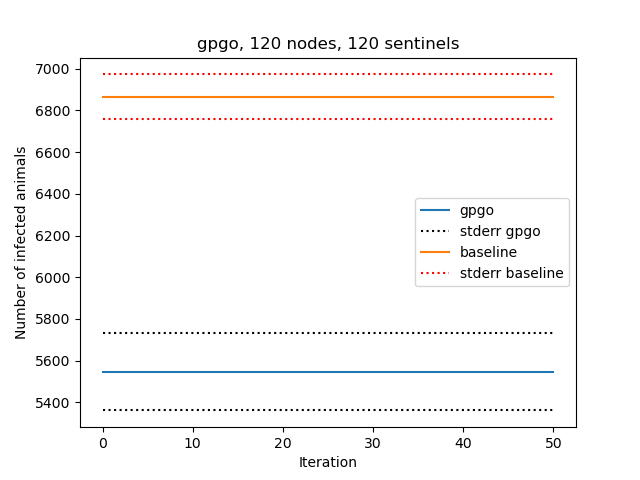 gpgo, 120 nodes, 120 sentinels
7000
6800
6600
6400
6200
6000
5800
5600
5400
Number of infected animals
gpgo
stderr gpgo
baseline
stderr baseline
0 10 20 30 40 50
Iteration